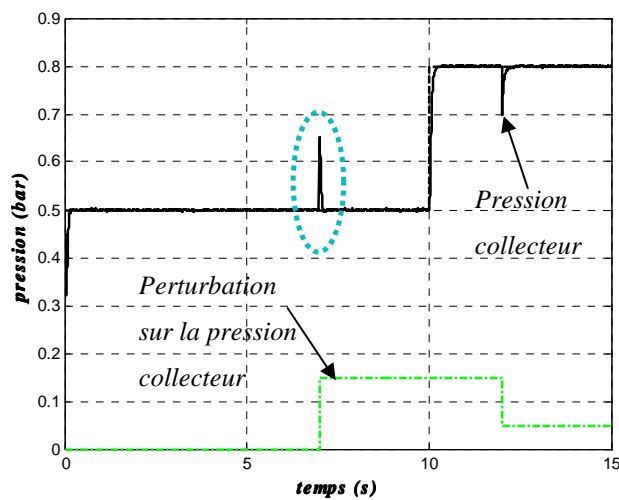 0.9
0.8
0.7
0.6
0.5
0.4
0.3
0.2
0.1
0
pression (bar)
Pression
collecteur
Perturbation
sur la pression
collecteur
0 5 10 15
temps (s)